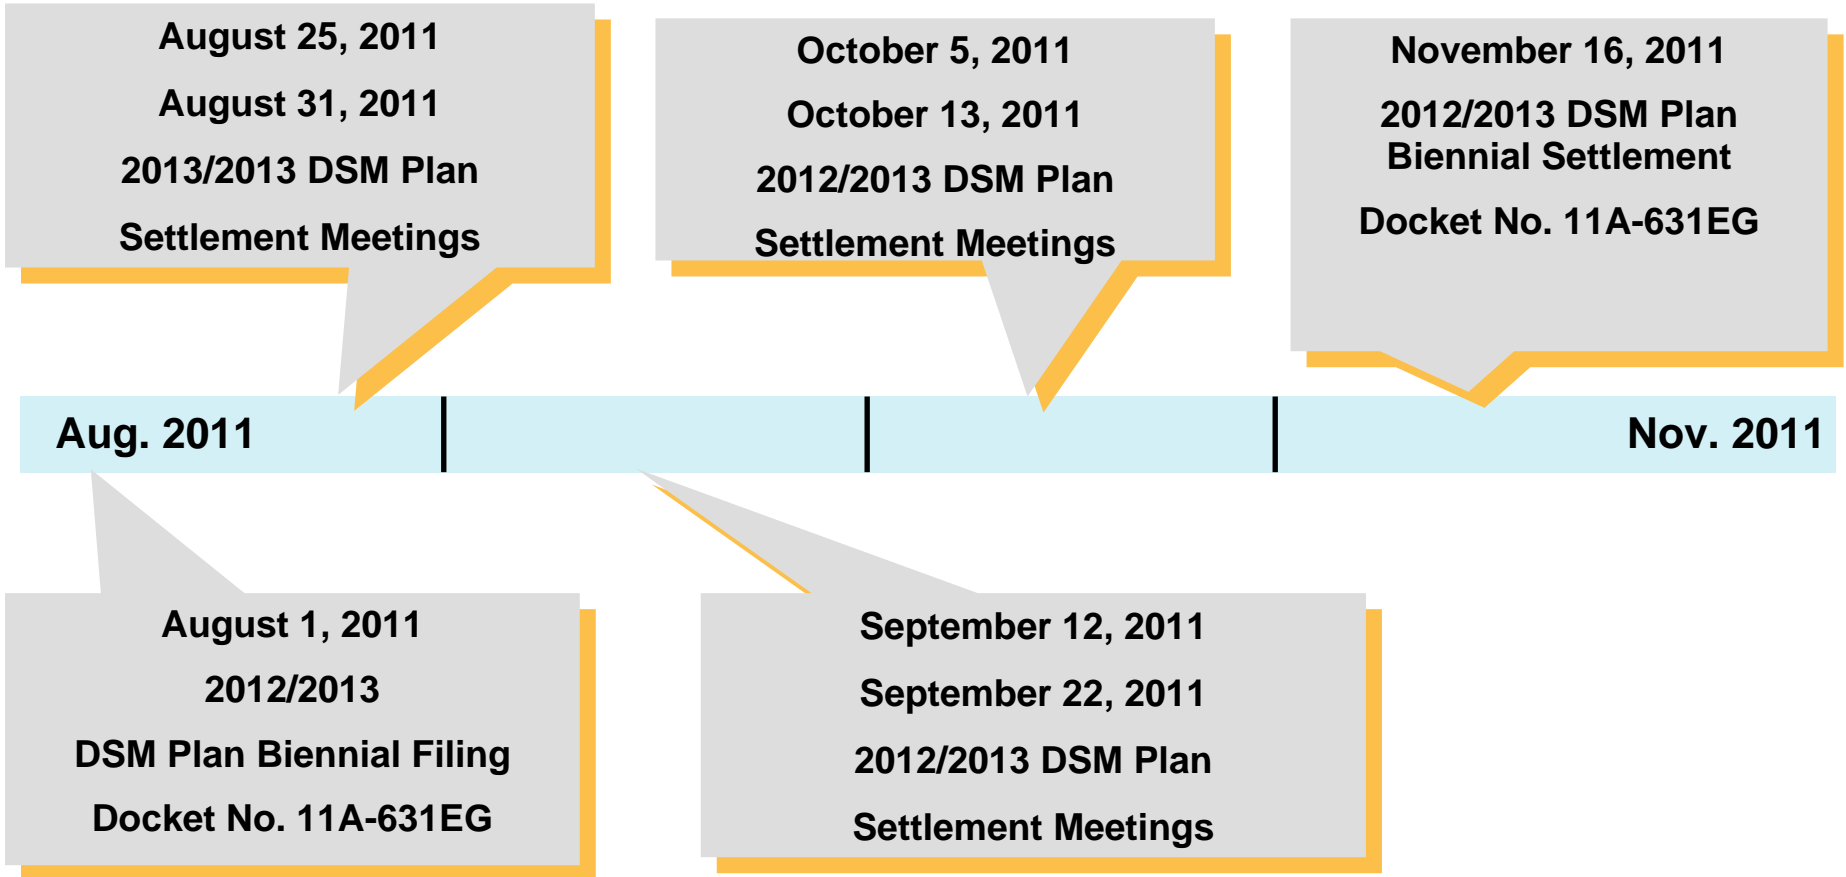 August 25, 2011
August 31, 2011
2013/2013 DSM Plan
Settlement Meetings
October 5, 2011
October 13, 2011
2012/2013 DSM Plan
Settlement Meetings
November 16, 2011
2012/2013 DSM Plan
Biennial Settlement
Docket No. 11A-631EG
Aug. 2011
Nov. 2011
August 1, 2011
2012/2013
DSM Plan Biennial Filing
Docket No. 11A-631EG
September 12, 2011
September 22, 2011
2012/2013 DSM Plan
Settlement Meetings